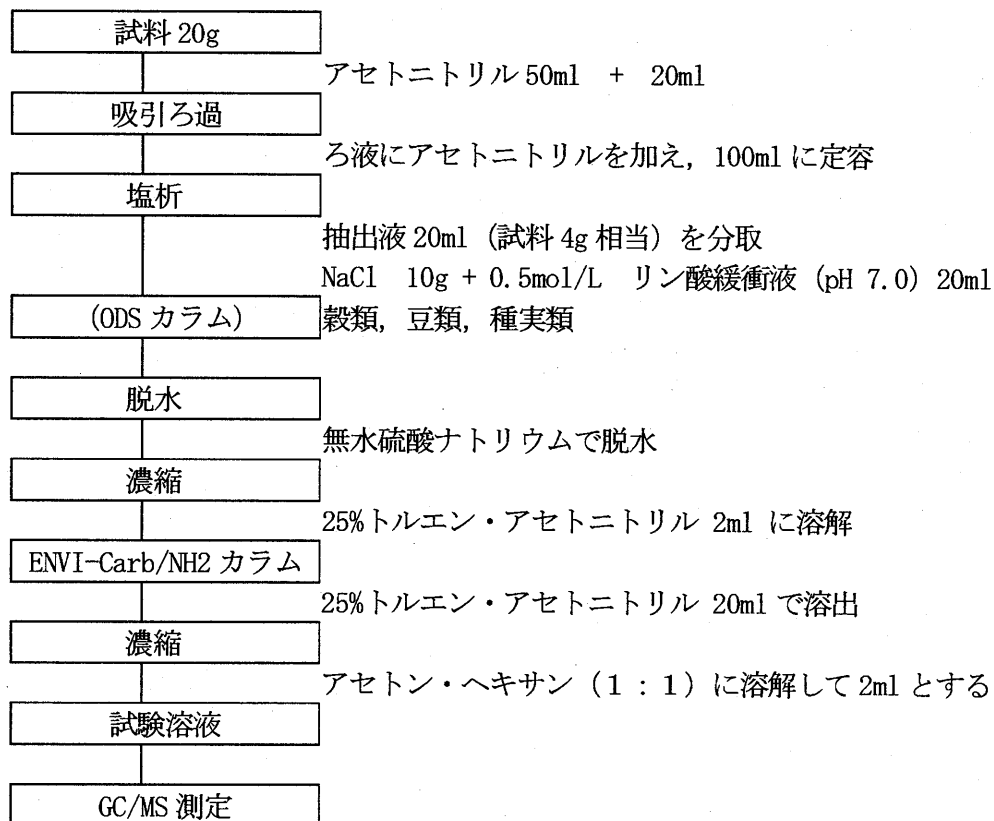 試料 20g
アセトニトリル 50ml + 20ml
吸引ろ過
ろ液にアセトニトリルを加え, 100ml に定容
塩析
抽出液 20ml (試料 4g 相当) を分取
NaCl 10g + 0.5mol/L リン酸緩衝液 (pH 7.0) 20ml
(ODS カラム)
穀類, 豆類, 種実類
脱水
無水硫酸ナトリウムで脱水
濃縮
25%トルエン・アセトニトリル 2ml に溶解
ENVI-Carb/NH2 カラム
25%トルエン・アセトニトリル 20ml で溶出
濃縮
アセトン・ヘキサン (1 : 1) に溶解して 2ml とする
試験溶液
GC/MS 測定